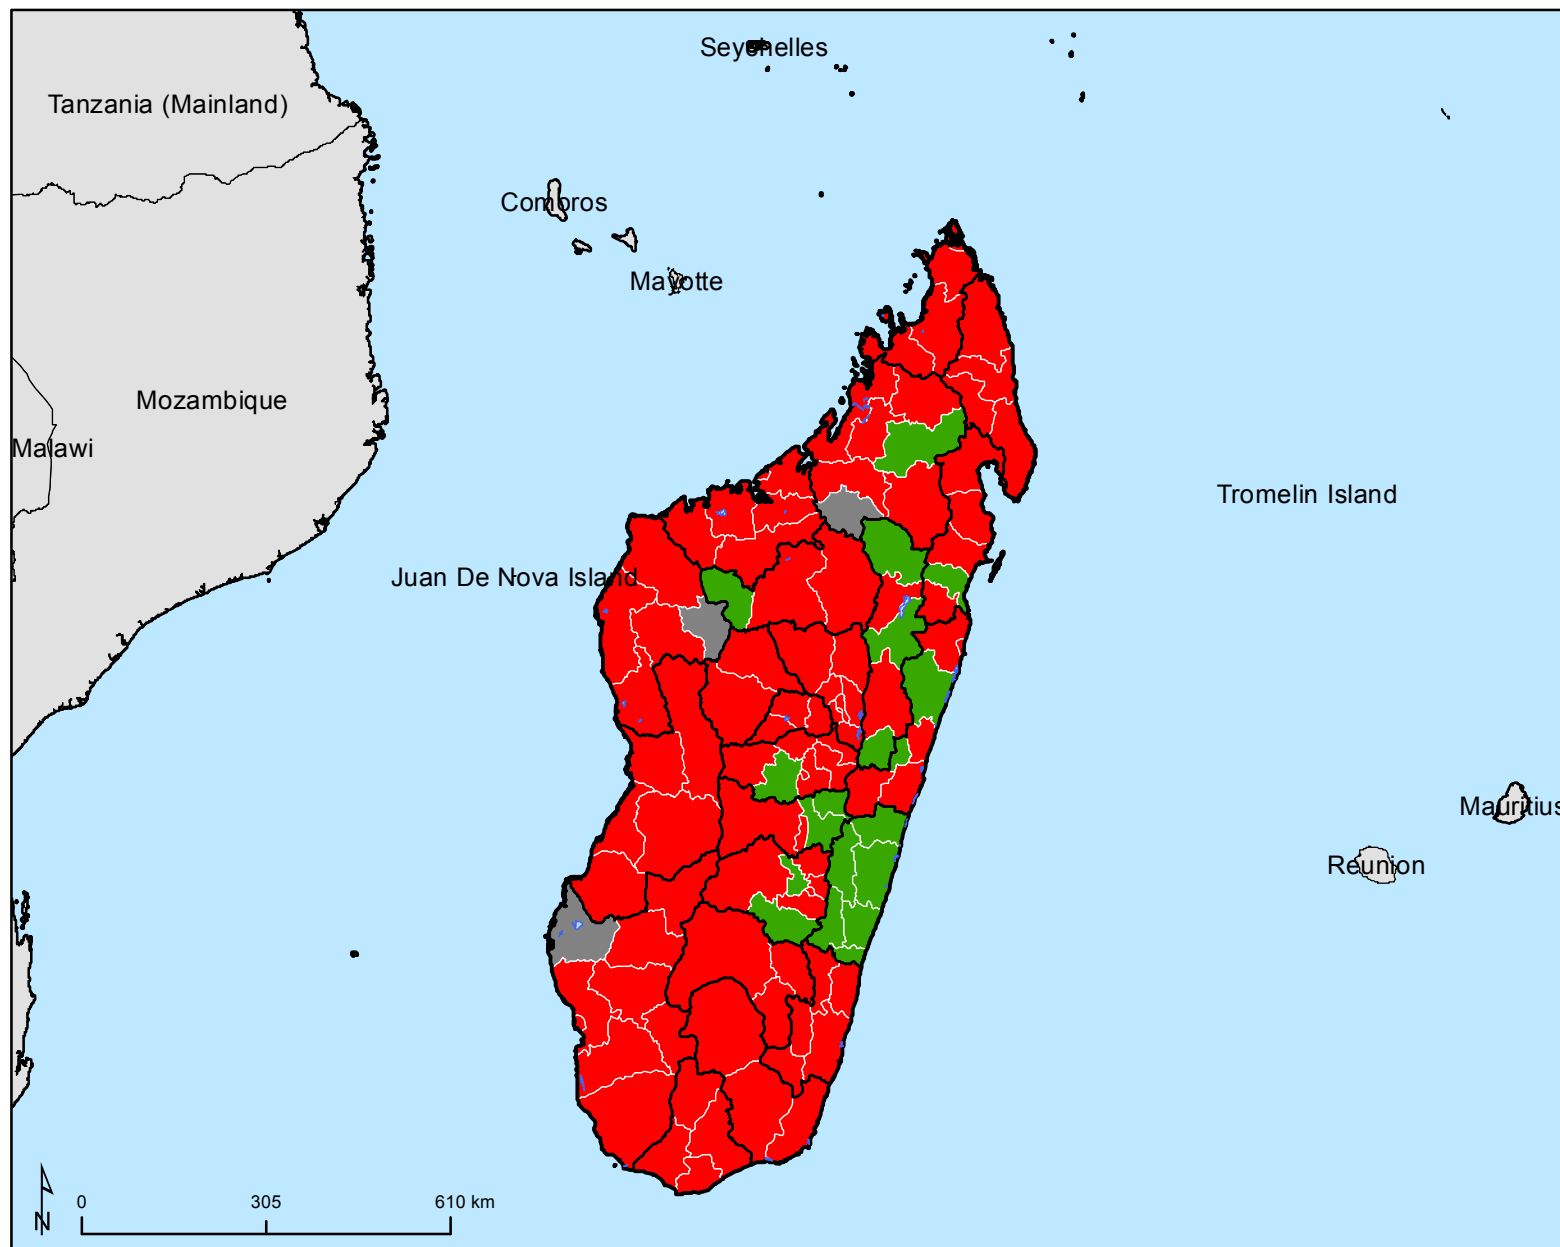 Seychelles
Tanzania (Mainland)
Comoros
Mayotte
Mozambique
Malawi
Tromelin Island
Juan De Nova Island
Mauritius
Reunion
0 305 610 km
N